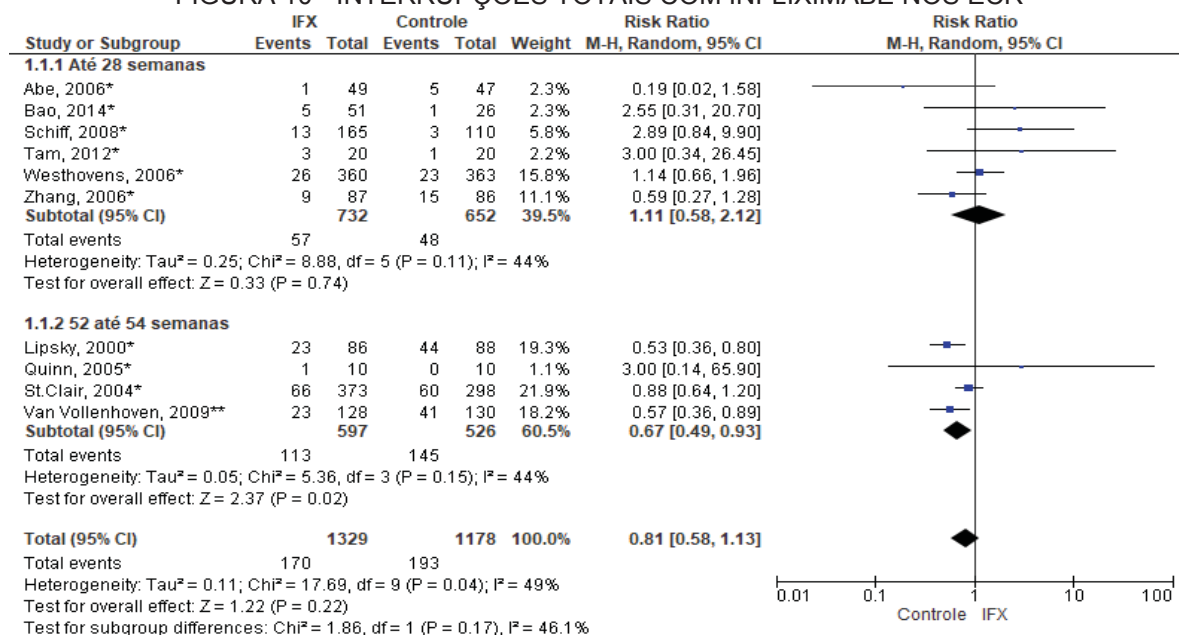 FIGURA 10 - INTERRUPÇÕES TOTAIS COM INFLIXIMABE NOS ECR
IFX Controle Risk Ratio Risk Ratio
Study or Subgroup Events Total Events Total Weight M-H, Random, 95% CI M-H, Random, 95% CI
1.1.1 Até 28 semanas
Abe, 2006* 1 49 5 47 2.3% 0.19 [0.02, 1.58]
Bao, 2014* 5 51 1 26 2.3% 2.55 [0.31, 20.70]
Schiff, 2008* 13 165 3 110 5.8% 2.89 [0.84, 9.90]
Tam, 2012* 3 20 1 20 2.2% 3.00 [0.34, 26.45]
Westhovens, 2006* 26 360 23 363 15.8% 1.14 [0.66, 1.96]
Zhang, 2006* 9 87 15 86 11.1% 0.59 [0.27, 1.28]
Subtotal (95% CI) 732 652 39.5% 1.11 [0.58, 2.12]
Total events 57 48
Heterogeneity: Tau² = 0.25; Chi² = 8.88, df = 5 (P = 0.11); I² = 44%
Test for overall effect: Z = 0.33 (P = 0.74)
1.1.2 52 até 54 semanas
Lipsky, 2000* 23 86 44 88 19.3% 0.53 [0.36, 0.80]
Quinn, 2005* 1 10 0 10 1.1% 3.00 [0.14, 65.90]
St.Clair, 2004* 66 373 60 298 21.9% 0.88 [0.64, 1.20]
Van Vollenhoven, 2009** 23 128 41 130 18.2% 0.57 [0.36, 0.89]
Subtotal (95% CI) 597 526 60.5% 0.67 [0.49, 0.93]
Total events 113 145
Heterogeneity: Tau² = 0.05; Chi² = 5.36, df = 3 (P = 0.15); I² = 44%
Test for overall effect: Z = 2.37 (P = 0.02)
Total (95% CI) 1329 1178 100.0% 0.81 [0.58, 1.13]
Total events 170 193
Heterogeneity: Tau² = 0.11; Chi² = 17.69, df = 9 (P = 0.04); I² = 49%
Test for overall effect: Z = 1.22 (P = 0.22)
Test for subgroup differences: Chi² = 1.86, df = 1 (P = 0.17), I² = 46.1%
0.01 0.1 1 10 100
Controle IFX